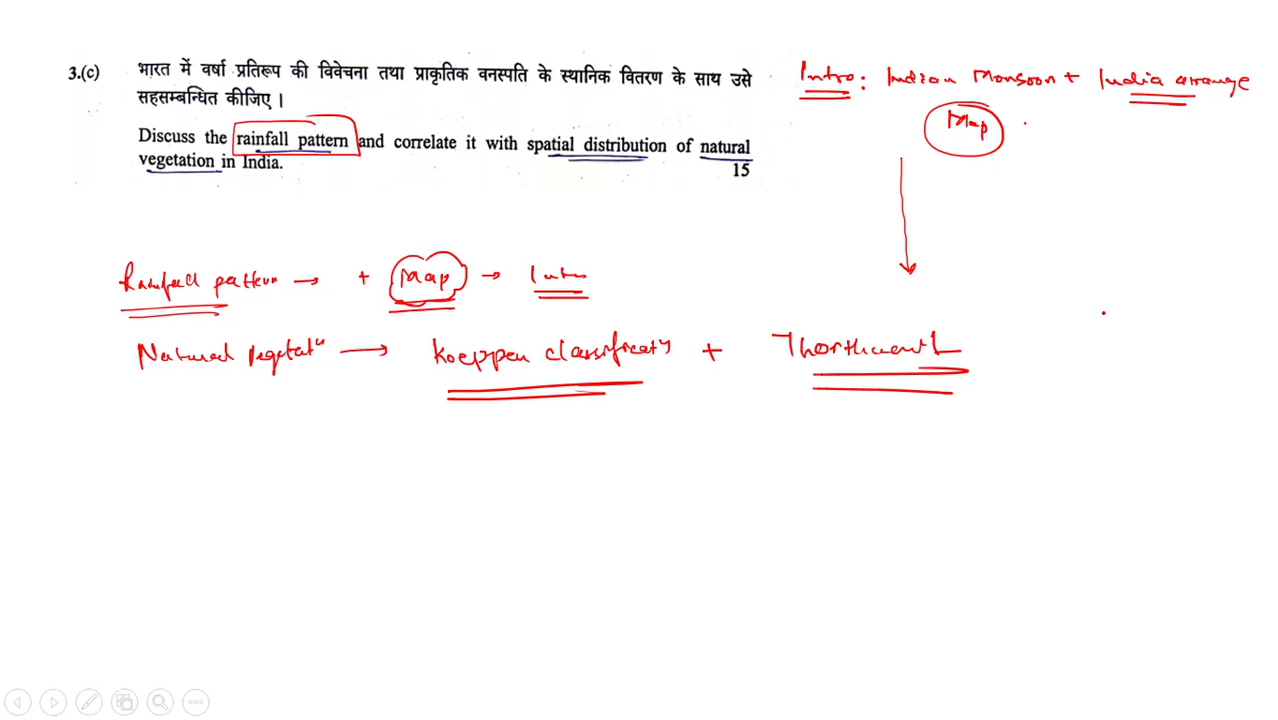 3.(c) भारत में वर्षा प्रतिरूप की विवेचना तथा प्राकृतिक वनस्पति के स्थानिक वितरण के साथ उसे
सहसम्बन्धित कीजिए ।
Discuss the rainfall pattern and correlate it with spatial distribution of natural
vegetation in India.
15
Intro: Indian Monsoon + India average
Map
Rainfall pattern → + Map → Intro
Natural vegetatn → Koeppen classificatn +